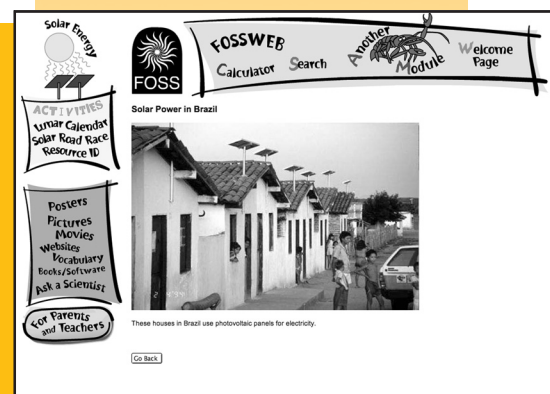 Solar Energy
FOSS
FOSSWEB
Calculator Search
Another Module
Welcome Page
ACTIVITIES
Lunar Calendar
Solar Road Race
Resource ID
Posters
Pictures
Movies
Websites
Vocabulary
Books/Software
Ask a Scientist
For Parents
and Teachers
Solar Power in Brazil
These houses in Brazil use photovoltaic panels for electricity.
Go Back